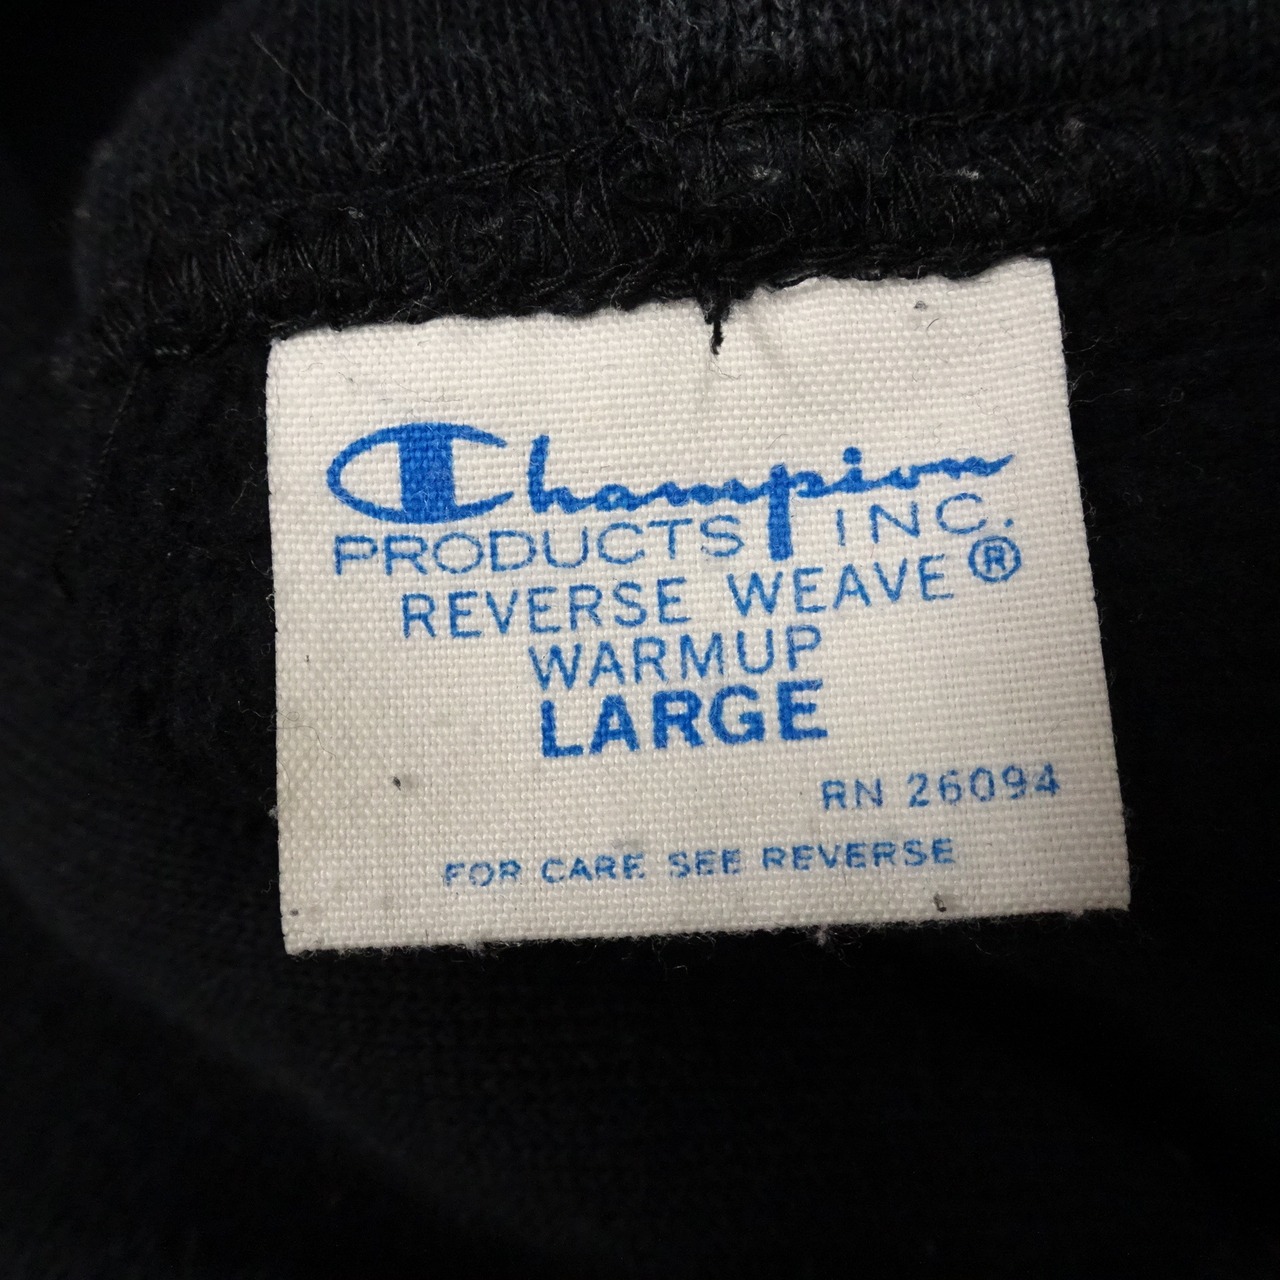 Champion
PRODUCTS INC.
REVERSE WEAVE®
WARMUP
LARGE
RN 26094
FOR CARE SEE REVERSE